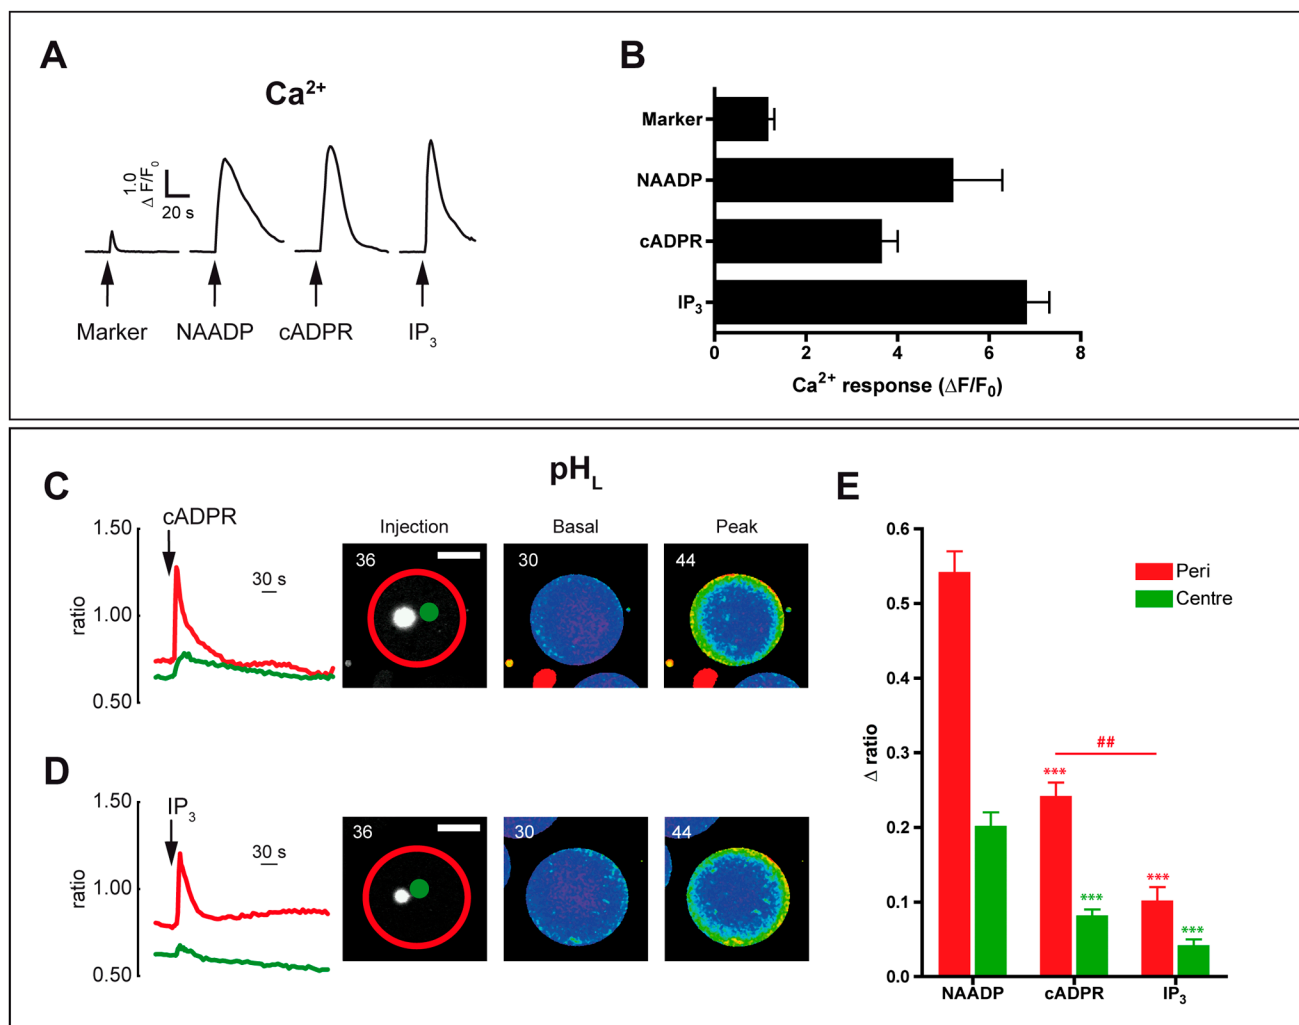 A
Ca²⁺
1.0
Δ F/F₀
20 s
Marker
NAADP
cADPR
IP₃
B
Marker
NAADP
cADPR
IP₃
0
2
4
6
8
Ca²⁺ response (ΔF/F₀)
pH_L
C
cADPR
1.50
1.00
0.50
ratio
30 s
Injection
Basal
Peak
36
30
44
D
IP₃
1.50
1.00
0.50
ratio
30 s
36
30
44
E
0.6
0.5
0.4
0.3
0.2
0.1
0.0
Δ ratio
Peri
Centre
##
***
***
***
***
NAADP
cADPR
IP₃